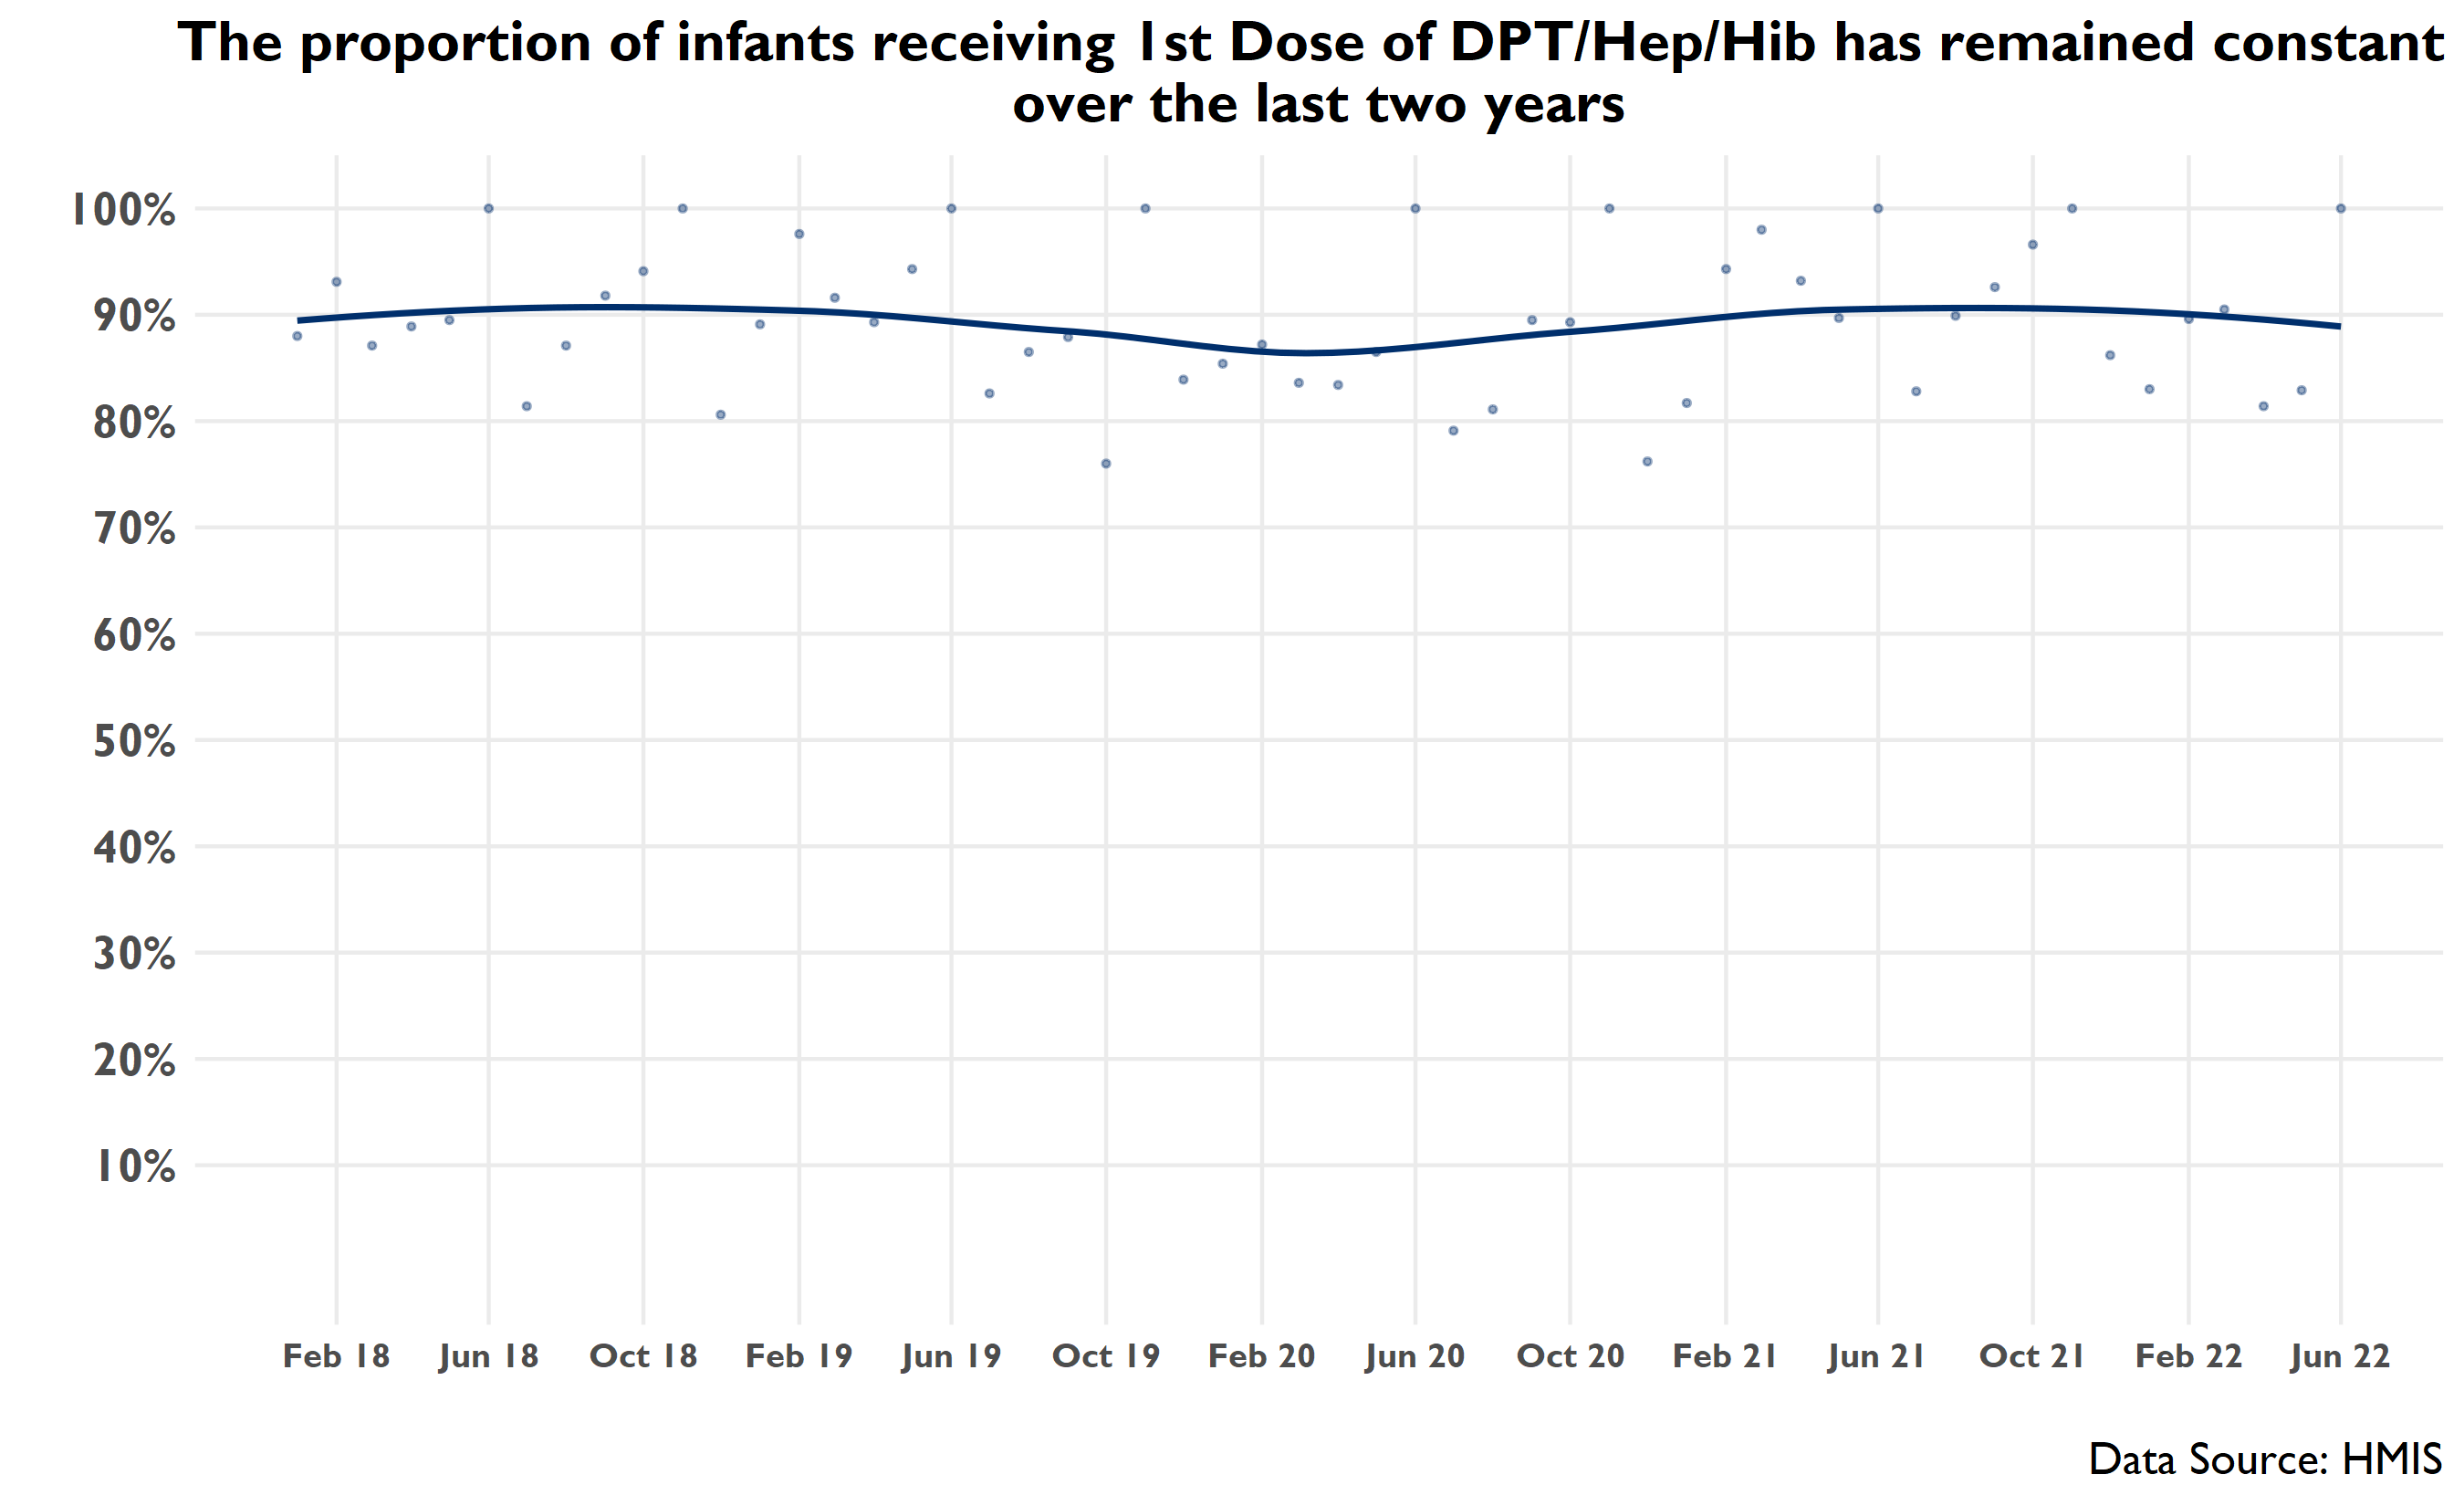 The proportion of infants receiving 1st Dose of DPT/Hep/Hib has remained constant
over the last two years
100%
90%
80%
70%
60%
50%
40%
30%
20%
10%
Feb 18 Jun 18 Oct 18 Feb 19 Jun 19 Oct 19 Feb 20 Jun 20 Oct 20 Feb 21 Jun 21 Oct 21 Feb 22 Jun 22
Data Source: HMIS